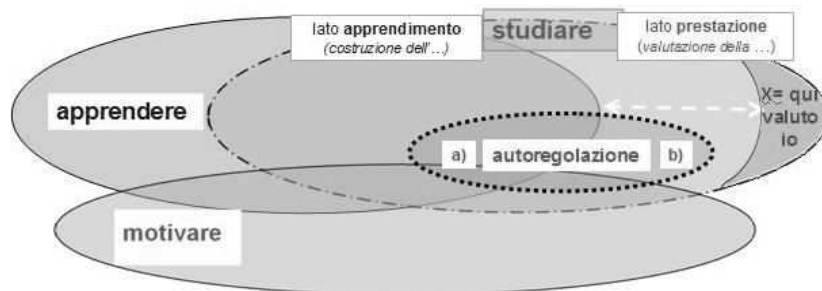 lato apprendimento
(costruzione dell'...)
studiare
lato prestazione
(valutazione della ...)
apprendere
X= qui
valuto
io
a) autoregolazione b)
motivare